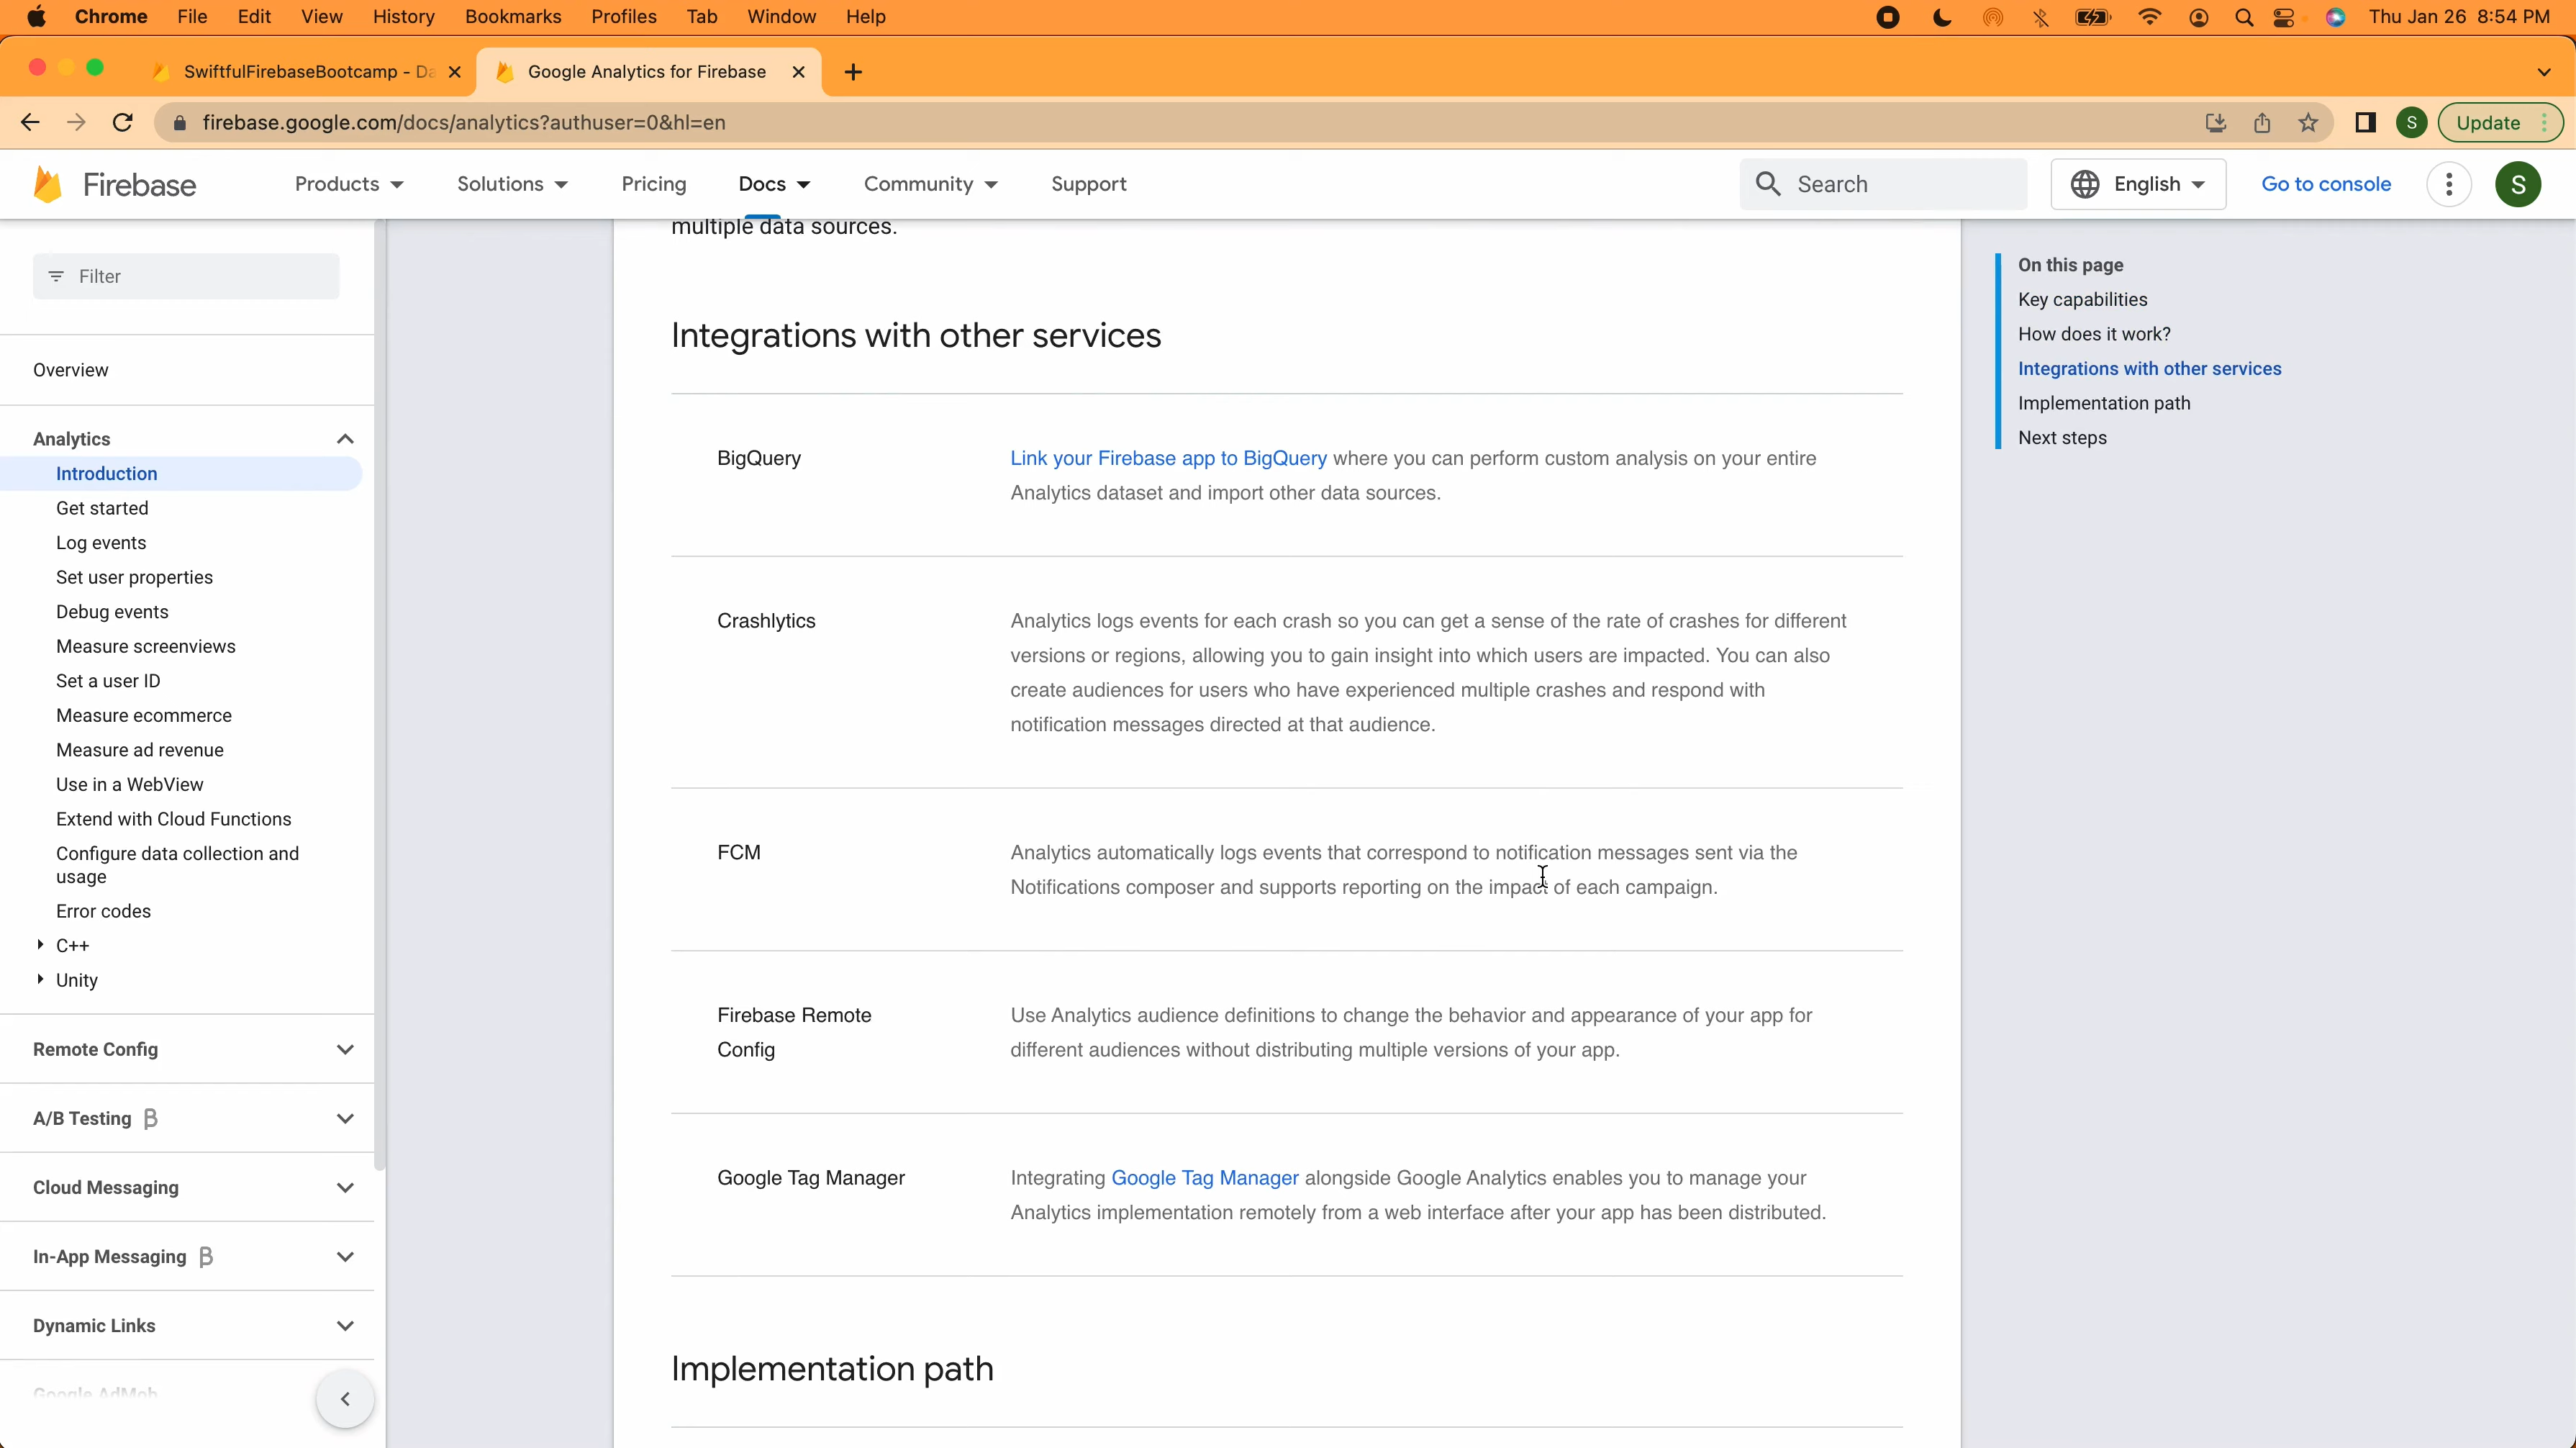 Chrome File Edit View History Bookmarks Profiles Tab Window Help Thu Jan 26 8:54 PM
SwiftfulFirebaseBootcamp - Da Google Analytics for Firebase
firebase.google.com/docs/analytics?authuser=0&hl=en S Update
Firebase Products Solutions Pricing Docs Community Support Search English Go to console S
Filter
Overview
Analytics
Introduction
Get started
Log events
Set user properties
Debug events
Measure screenviews
Set a user ID
Measure ecommerce
Measure ad revenue
Use in a WebView
Extend with Cloud Functions
Configure data collection and
usage
Error codes
C++
Unity
Remote Config
A/B Testing β
Cloud Messaging
In-App Messaging β
Dynamic Links
Google AdMob
multiple data sources.
Integrations with other services
BigQuery
Link your Firebase app to BigQuery where you can perform custom analysis on your entire
Analytics dataset and import other data sources.
Crashlytics
Analytics logs events for each crash so you can get a sense of the rate of crashes for different
versions or regions, allowing you to gain insight into which users are impacted. You can also
create audiences for users who have experienced multiple crashes and respond with
notification messages directed at that audience.
FCM
Analytics automatically logs events that correspond to notification messages sent via the
Notifications composer and supports reporting on the impact of each campaign.
Firebase Remote
Config
Use Analytics audience definitions to change the behavior and appearance of your app for
different audiences without distributing multiple versions of your app.
Google Tag Manager
Integrating Google Tag Manager alongside Google Analytics enables you to manage your
Analytics implementation remotely from a web interface after your app has been distributed.
Implementation path
On this page
Key capabilities
How does it work?
Integrations with other services
Implementation path
Next steps